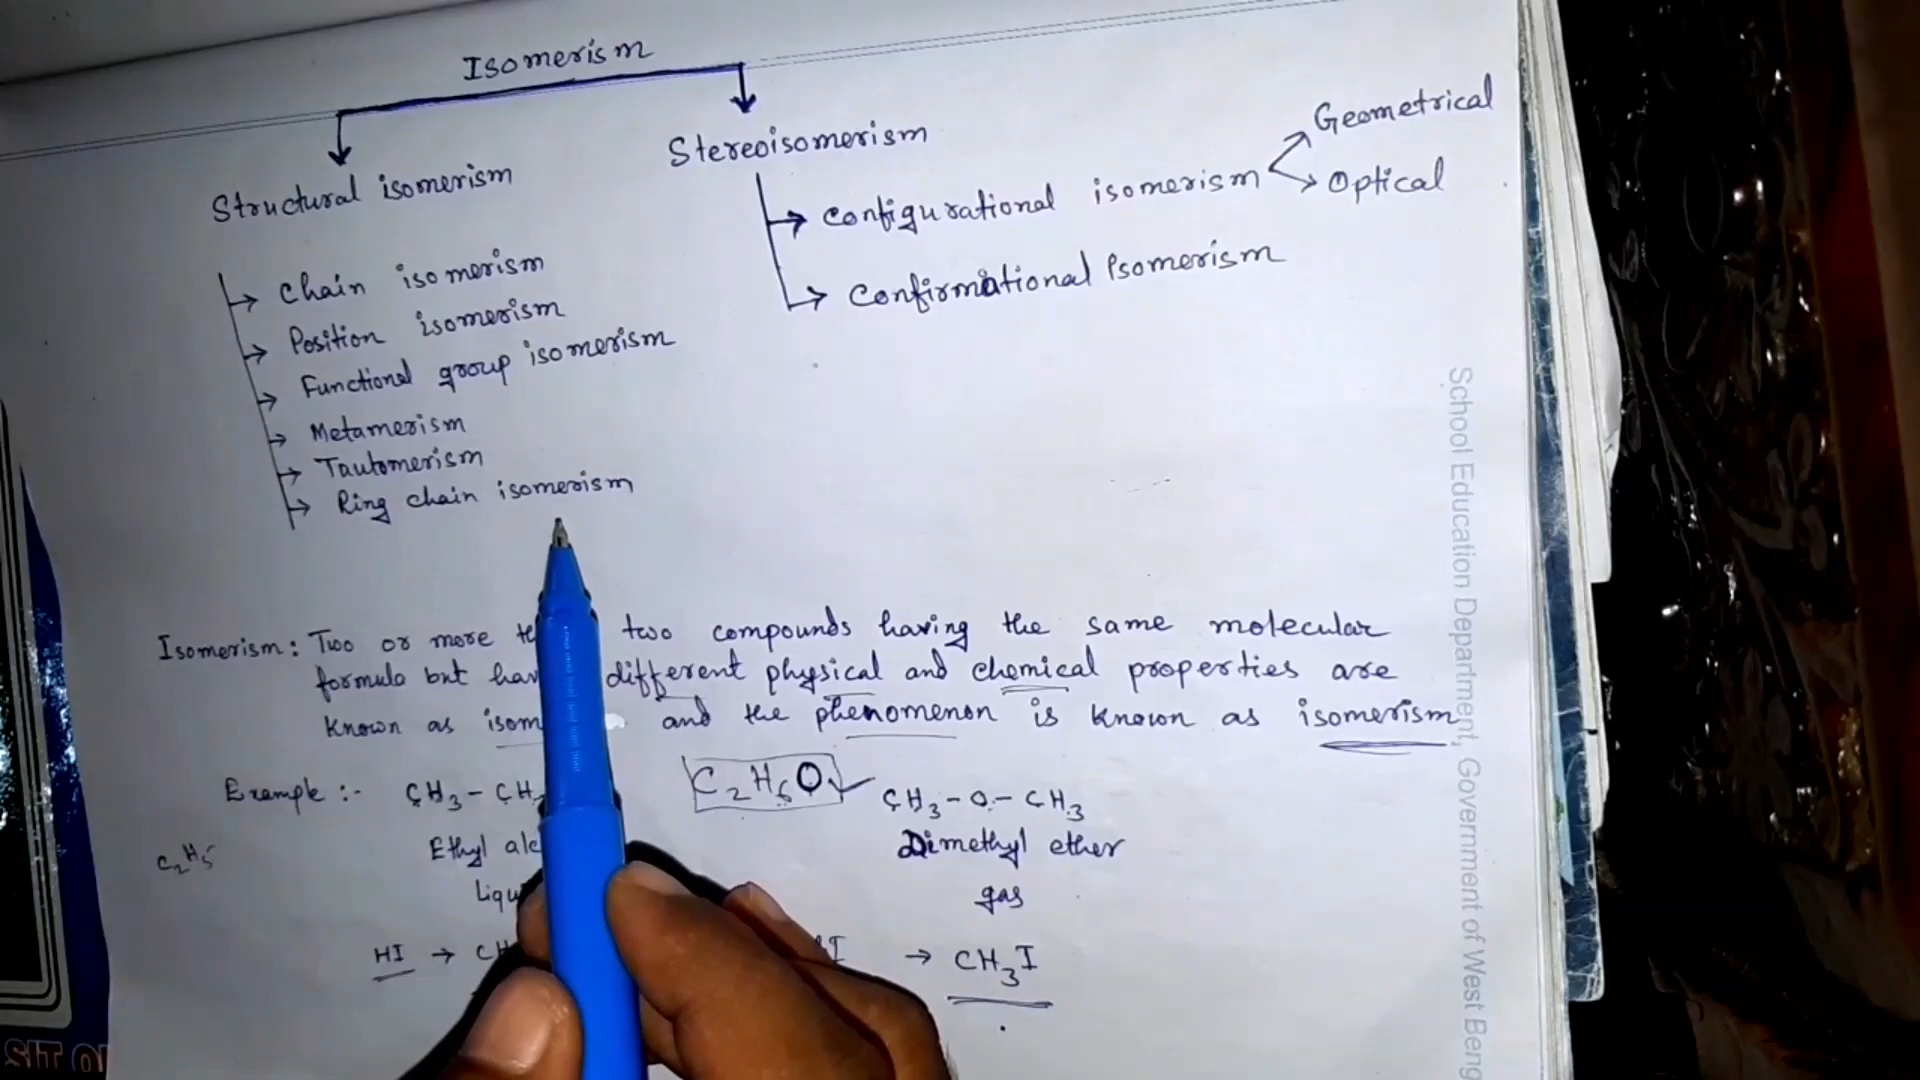 Isomerism
Structural isomerism
Stereoisomerism
Chain isomerism
Position isomerism
Functional group isomerism
Metamerism
Tautomerism
Ring chain isomerism
Configurational isomerism
Geometrical
Optical
Confirmational Isomerism
Isomerism: Two or more two compounds having the same molecular
formula but different physical and chemical properties are
known as and the phenomenon is known as isomerism
Example :- CH3 - CH C2H6O CH3-O-CH3
C2H5
Ethyl Dimethyl ether
gas
HI → → CH3I
School Education Department, Government of West Beng
SIT